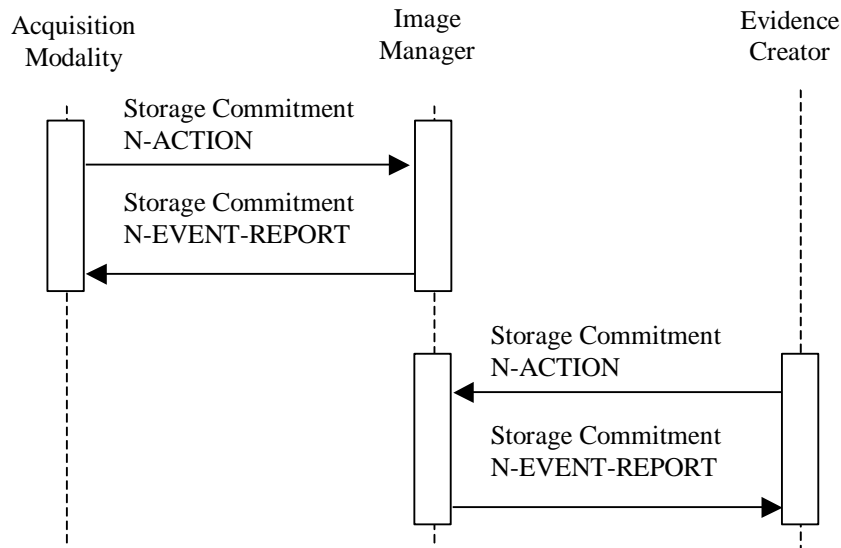 Acquisition
Modality
Image
Manager
Evidence
Creator
Storage Commitment
N-ACTION
Storage Commitment
N-EVENT-REPORT
Storage Commitment
N-ACTION
Storage Commitment
N-EVENT-REPORT